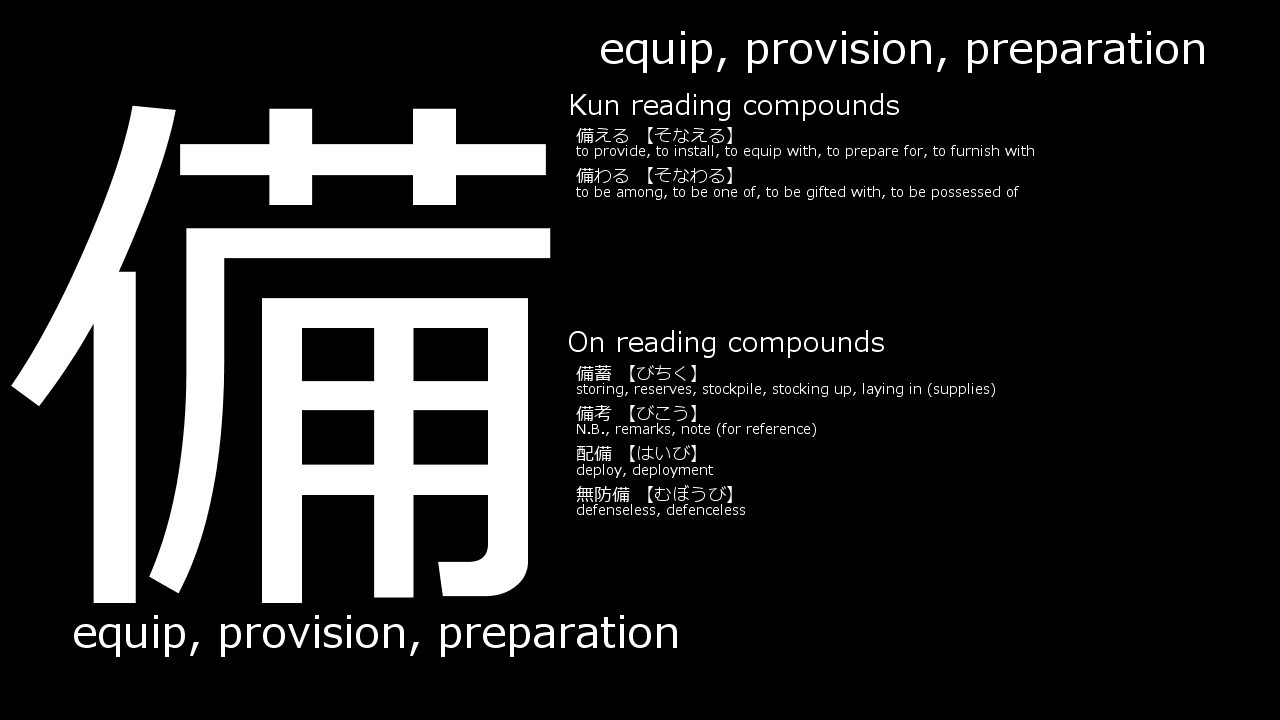 備
equip, provision, preparation
equip, provision, preparation
Kun reading compounds
備える 【そなえる】
to provide, to install, to equip with, to prepare for, to furnish with
備わる 【そなわる】
to be among, to be one of, to be gifted with, to be possessed of
On reading compounds
備蓄 【びちく】
storing, reserves, stockpile, stocking up, laying in (supplies)
備考 【びこう】
N.B., remarks, note (for reference)
配備 【はいび】
deploy, deployment
無防備 【むぼうび】
defenseless, defenceless